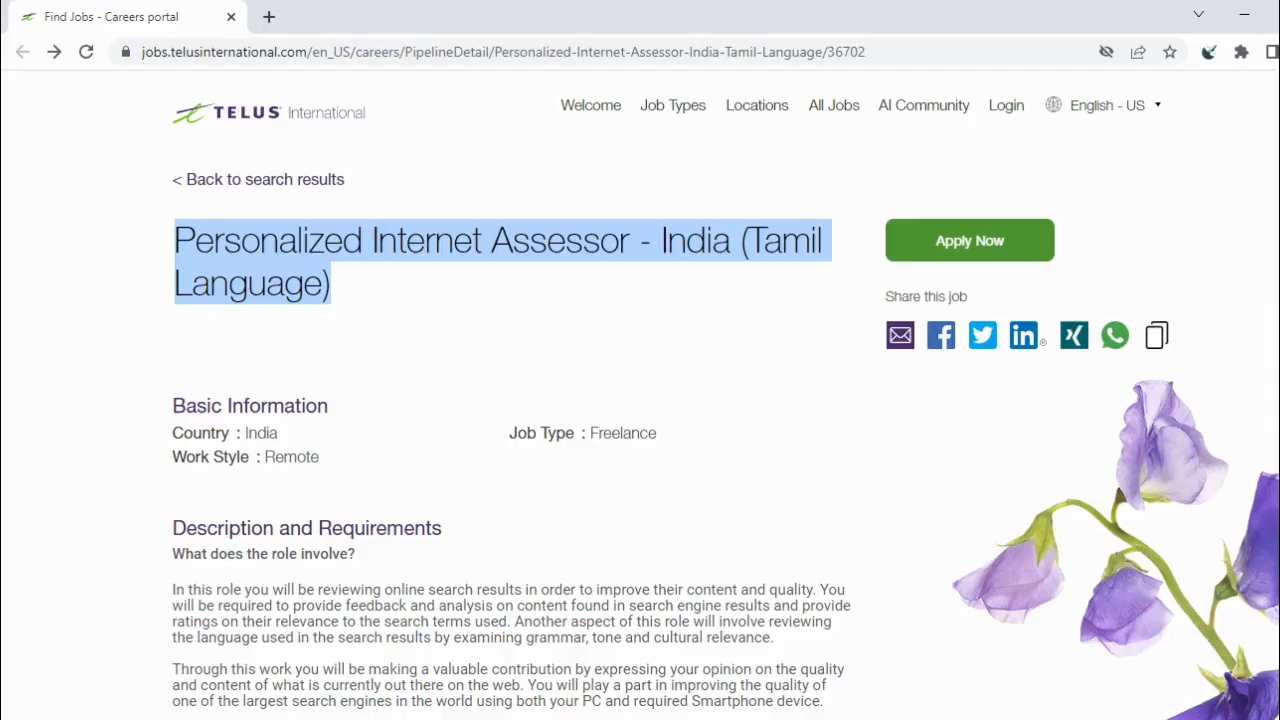 Find Jobs - Careers portal
jobs.telusinternational.com/en_US/careers/PipelineDetail/Personalized-Internet-Assessor-India-Tamil-Language/36702
TELUS International
Welcome Job Types Locations All Jobs AI Community Login English - US
< Back to search results
Personalized Internet Assessor - India (Tamil
Language)
Apply Now
Share this job
Basic Information
Country : India Job Type : Freelance
Work Style : Remote
Description and Requirements
What does the role involve?
In this role you will be reviewing online search results in order to improve their content and quality. You
will be required to provide feedback and analysis on content found in search engine results and provide
ratings on their relevance to the search terms used. Another aspect of this role will involve reviewing
the language used in the search results by examining grammar, tone and cultural relevance.
Through this work you will be making a valuable contribution by expressing your opinion on the quality
and content of what is currently out there on the web. You will play a part in improving the quality of
one of the largest search engines in the world using both your PC and required Smartphone device.